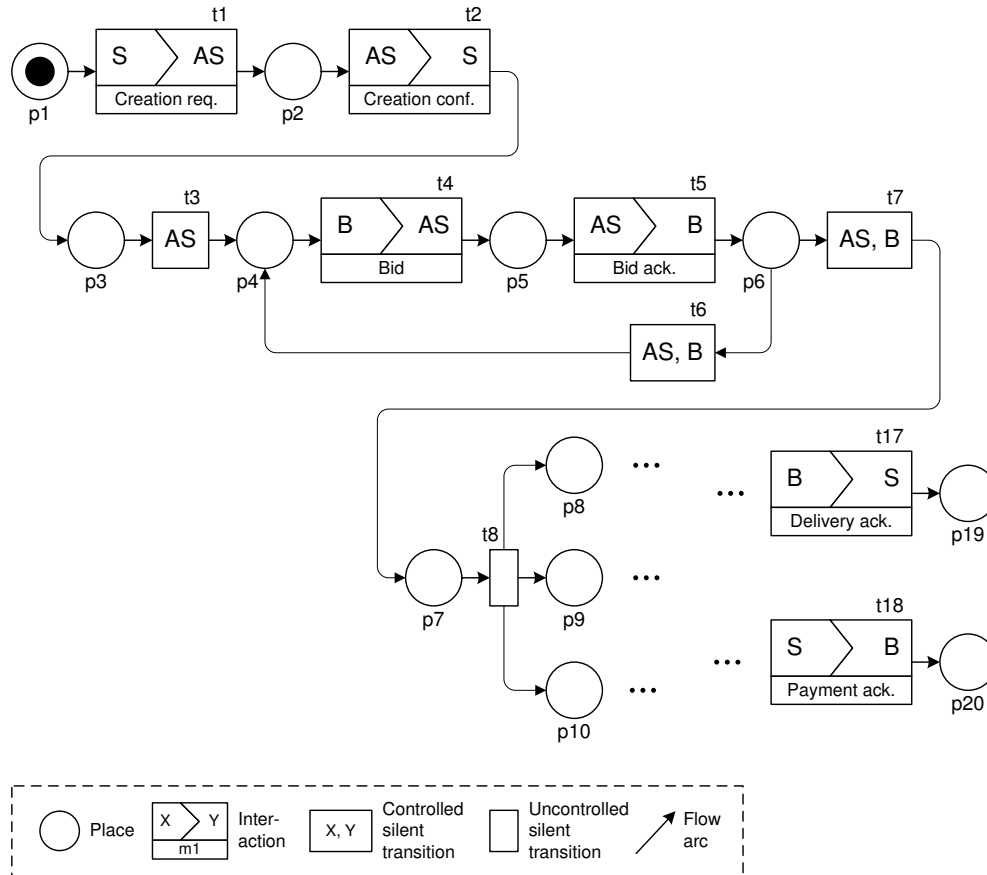 t1
t2
S
AS
AS
S
Creation req.
Creation conf.
p1
p2
t3
t4
t5
t7
AS
B
AS
AS
B
AS, B
Bid
Bid ack.
p3
p4
p5
p6
t6
AS, B
t17
...
B
S
p8
...
Delivery ack.
p19
t8
...
p7
p9
t18
S
B
...
...
Payment ack.
p10
p20
X
Y
m1
Place
Inter-
action
X, Y
Controlled
silent
transition
Uncontrolled
silent
transition
Flow
arc